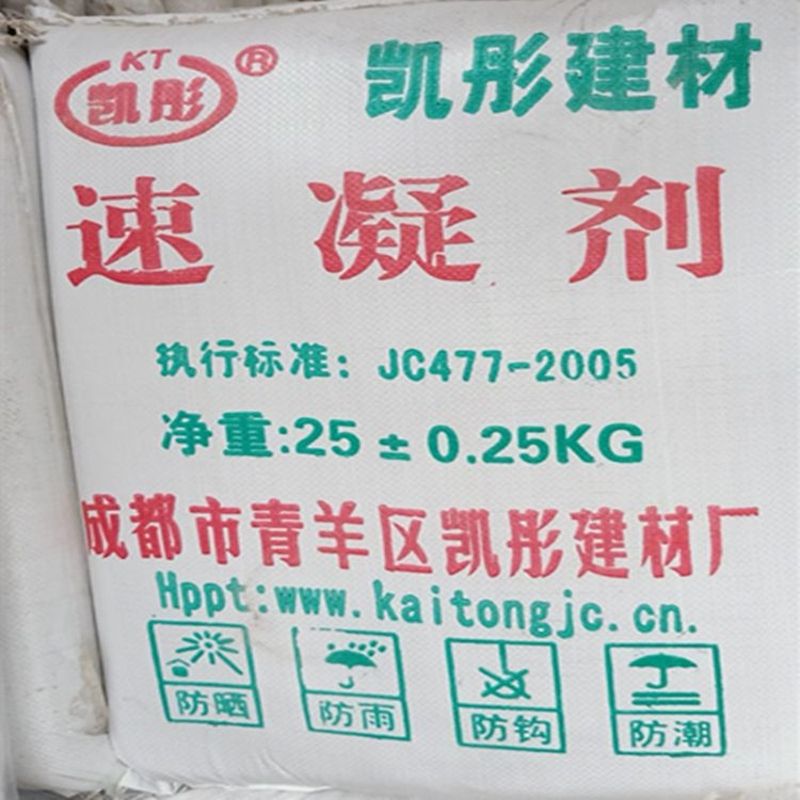 KT
凯彤®
凯彤建材
速凝剂
执行标准：JC477-2005
净重:25±0.25KG
成都市青羊区凯彤建材厂
Hppt:www.kaitongjc.cn.
防晒 防雨 防钩 防潮